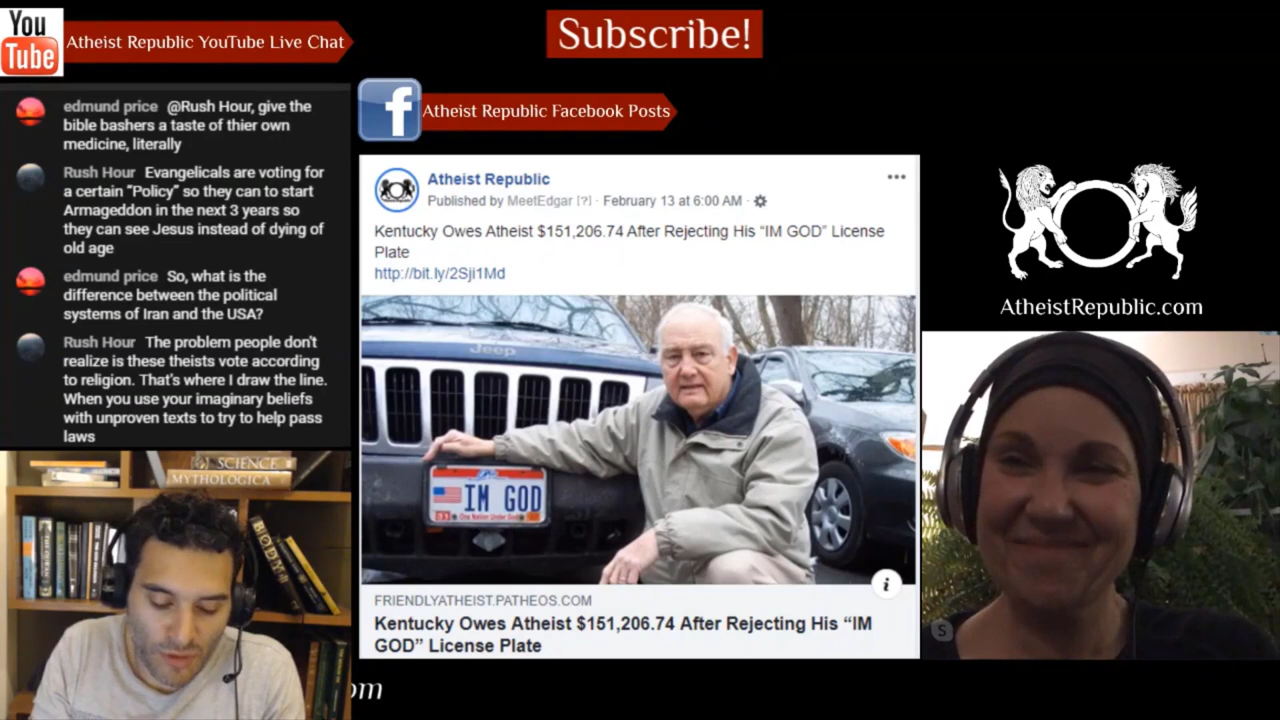 You
Tube
Atheist Republic YouTube Live Chat
Subscribe!
edmund price @Rush Hour, give the
bible bashers a taste of thier own
medicine, literally
Rush Hour Evangelicals are voting for
a certain "Policy" so they can to start
Armageddon in the next 3 years so
they can see Jesus instead of dying of
old age
edmund price So, what is the
difference between the political
systems of Iran and the USA?
Rush Hour The problem people don't
realize is these theists vote according
to religion. That's where I draw the line.
When you use your imaginary beliefs
with unproven texts to try to help pass
laws
f
Atheist Republic Facebook Posts
Atheist Republic
Published by MeetEdgar [?] · February 13 at 6:00 AM ·
Kentucky Owes Atheist $151,206.74 After Rejecting His “IM GOD” License
Plate
http://bit.ly/2Sji1Md
Jeep
IM GOD
One Nation Under God
i
FRIENDLYATHEIST.PATHEOS.COM
Kentucky Owes Atheist $151,206.74 After Rejecting His “IM
GOD” License Plate
AtheistRepublic.com
SCIENCE
MYTHOLOGICA
BODY
S
om